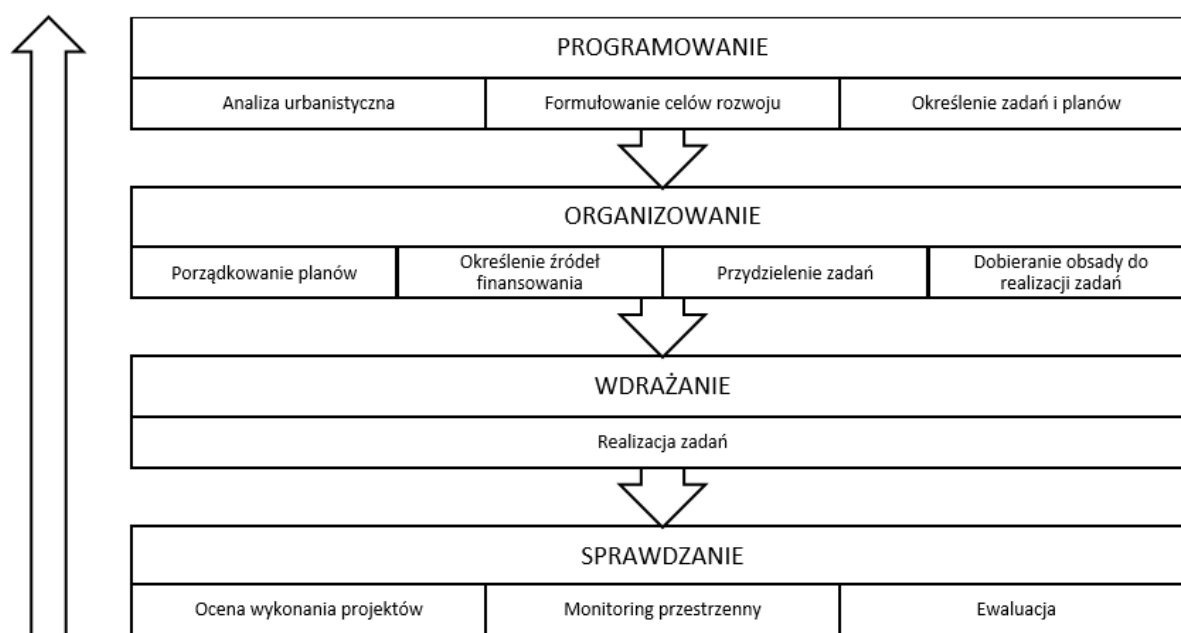 PROGRAMOWANIE
Analiza urbanistyczna
Formułowanie celów rozwoju
Określenie zadań i planów
ORGANIZOWANIE
Porządkowanie planów
Określenie źródeł
finansowania
Przydzielenie zadań
Dobieranie obsady do
realizacji zadań
WDRAŻANIE
Realizacja zadań
SPRAWDZANIE
Ocena wykonania projektów
Monitoring przestrzenny
Ewaluacja